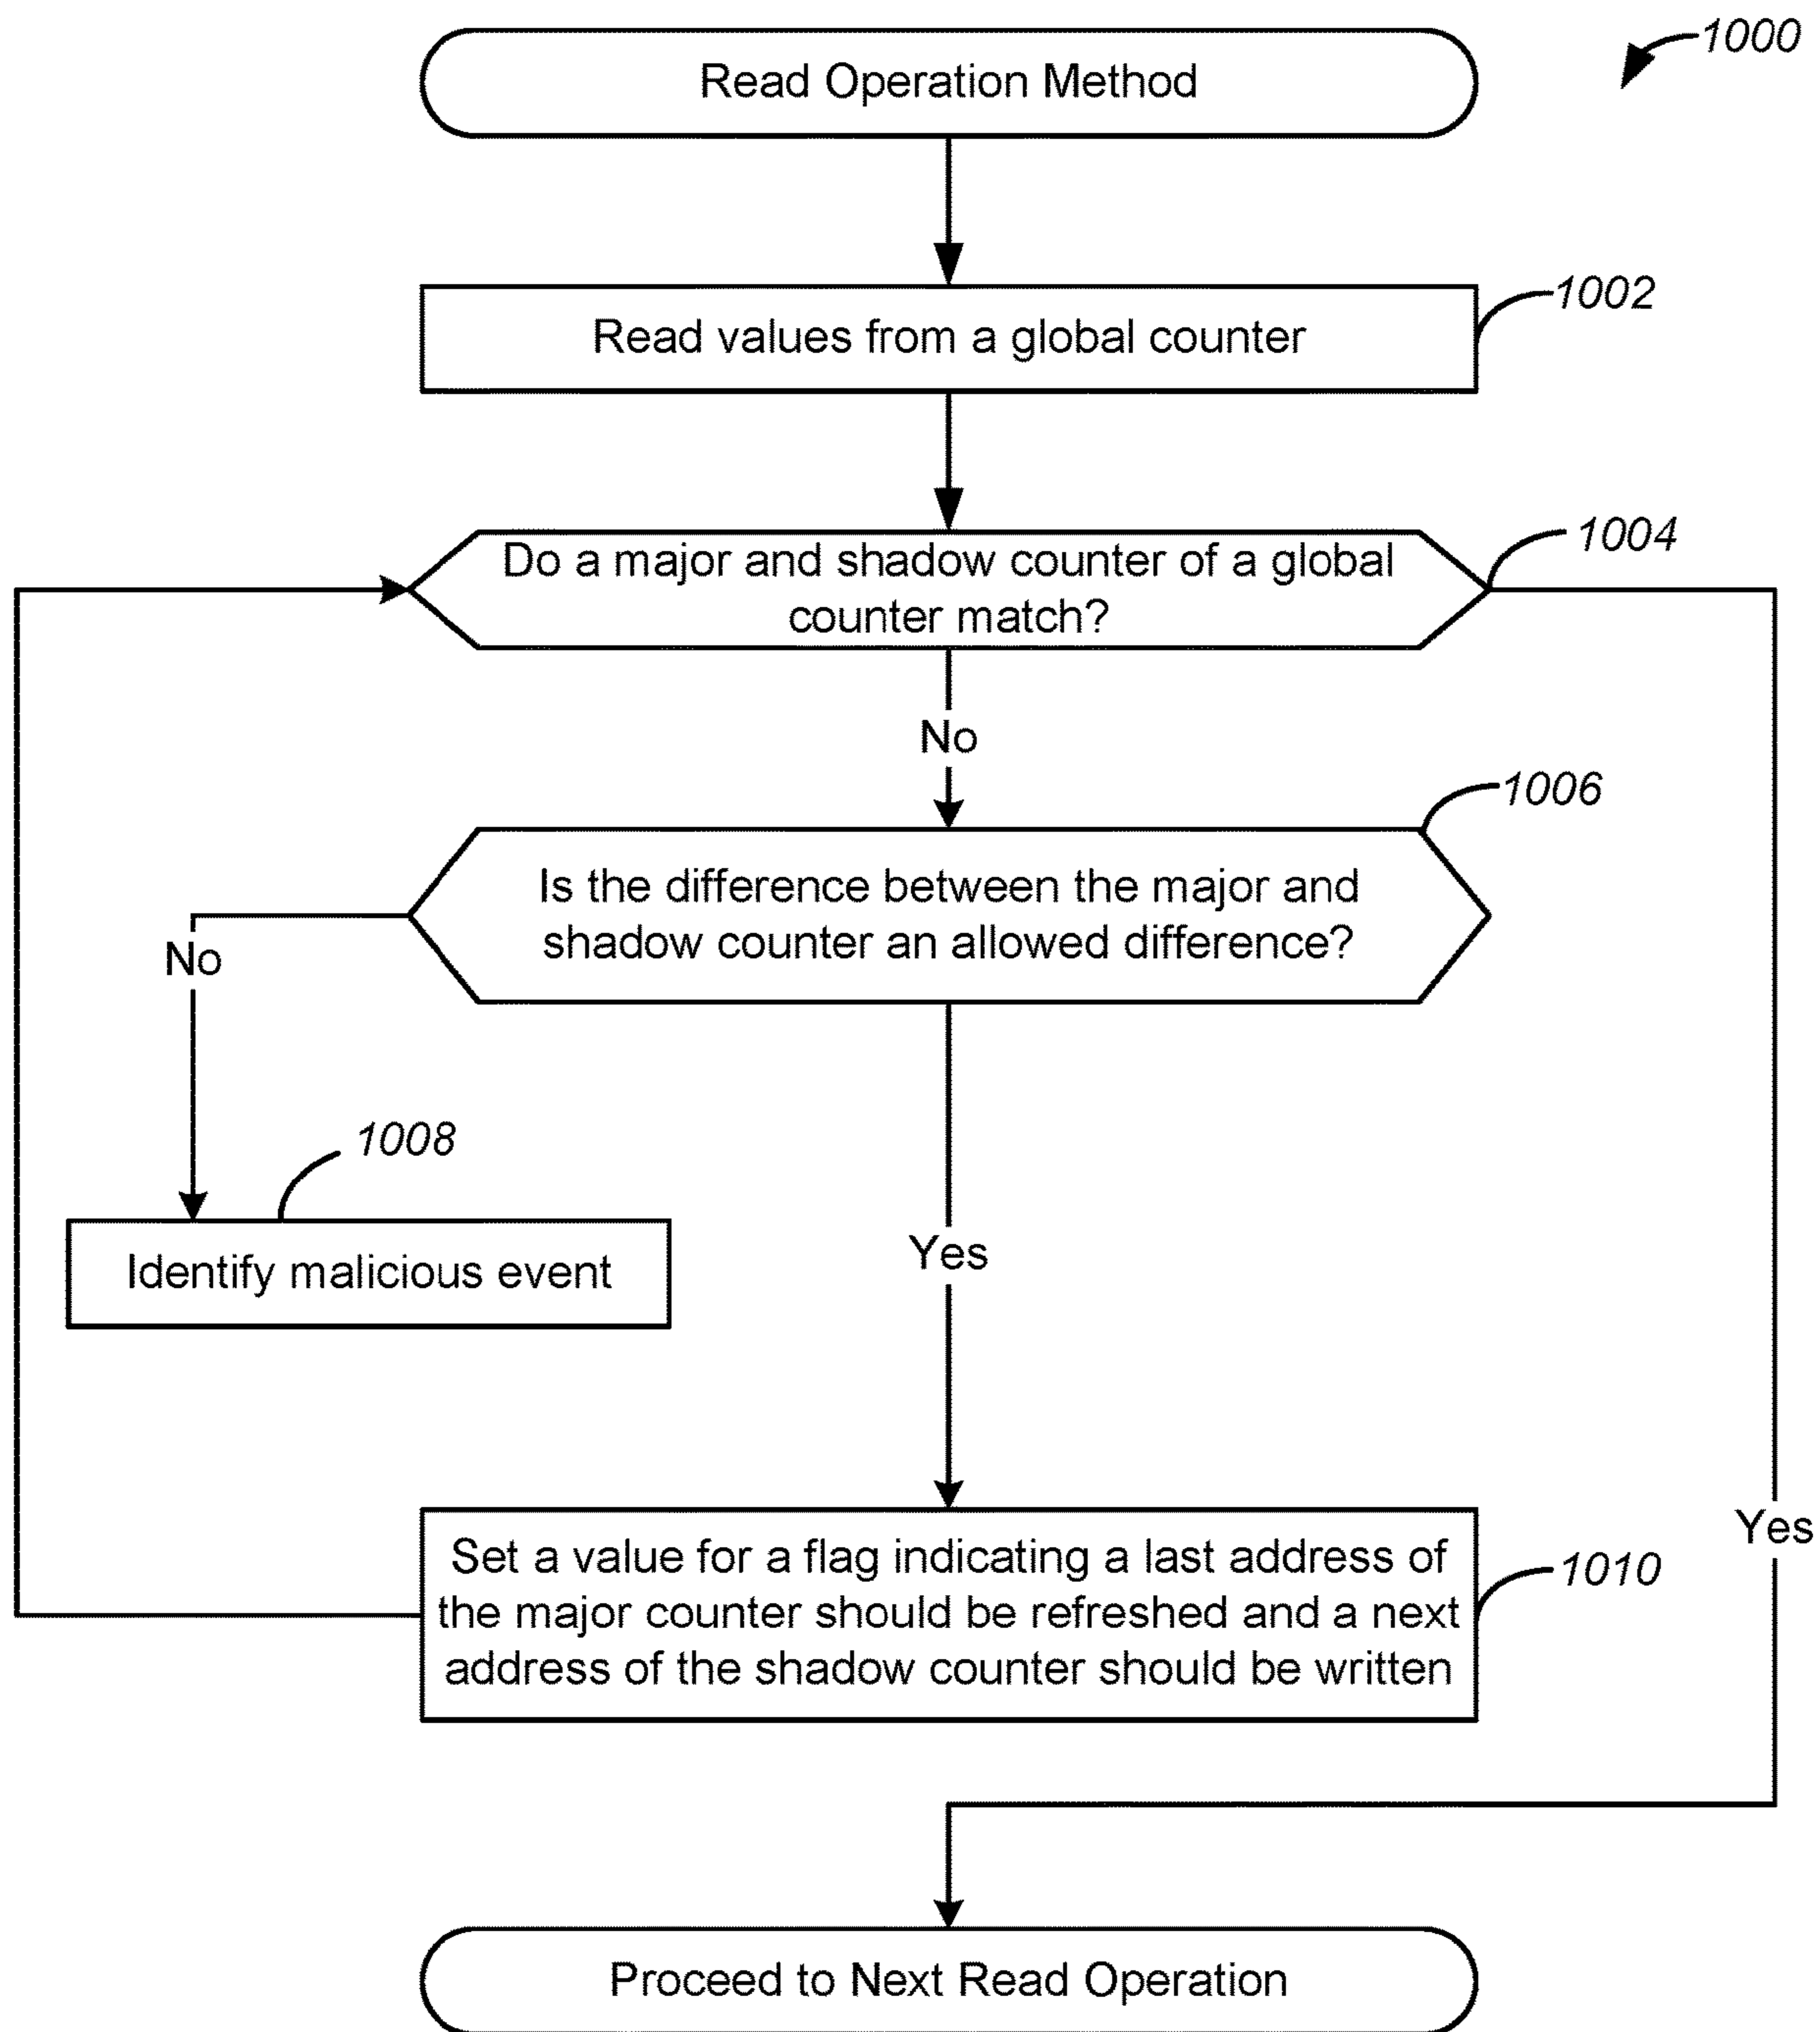 1000
Read Operation Method
1002
Read values from a global counter
1004
Do a major and shadow counter of a global
counter match?
No
1006
Is the difference between the major and
shadow counter an allowed difference?
No
1008
Identify malicious event
Yes
Set a value for a flag indicating a last address of
the major counter should be refreshed and a next
address of the shadow counter should be written
1010
Yes
Proceed to Next Read Operation